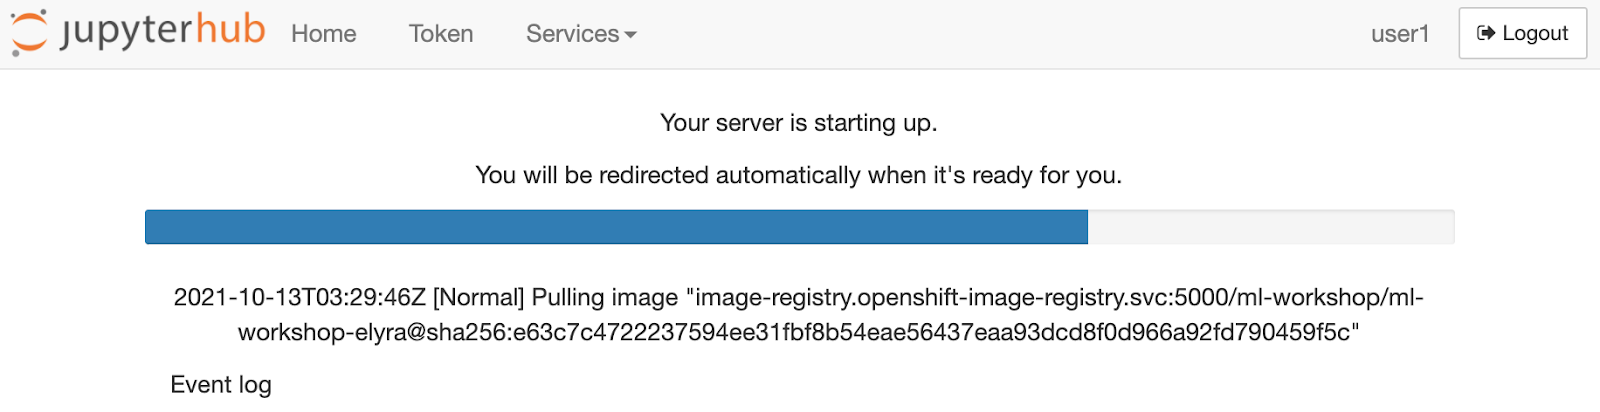 jupyterhub Home Token Services user1 Logout
Your server is starting up.
You will be redirected automatically when it's ready for you.
2021-10-13T03:29:46Z [Normal] Pulling image "image-registry.openshift-image-registry.svc:5000/ml-workshop/ml-
workshop-elyra@sha256:e63c7c4722237594ee31fbf8b54eae56437eaa93dcd8f0d966a92fd790459f5c"
Event log